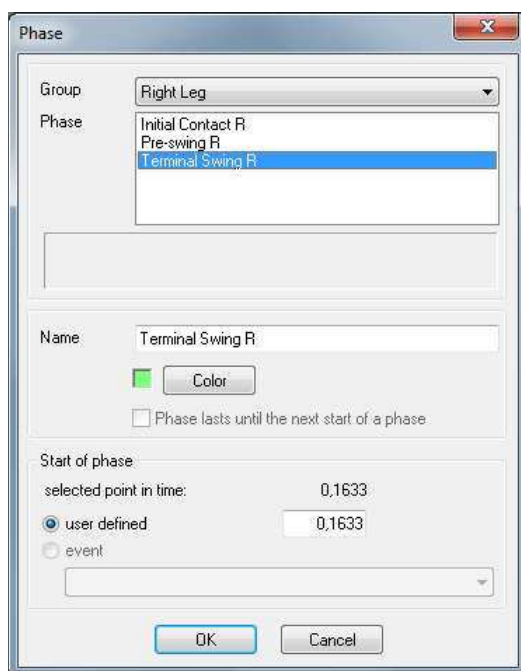 Phase
Group Right Leg
Phase Initial Contact R
Pre-swing R
Terminal Swing R
Name Terminal Swing R
Color
Phase lasts until the next start of a phase
Start of phase
selected point in time: 0,1633
user defined 0,1633
event
OK Cancel